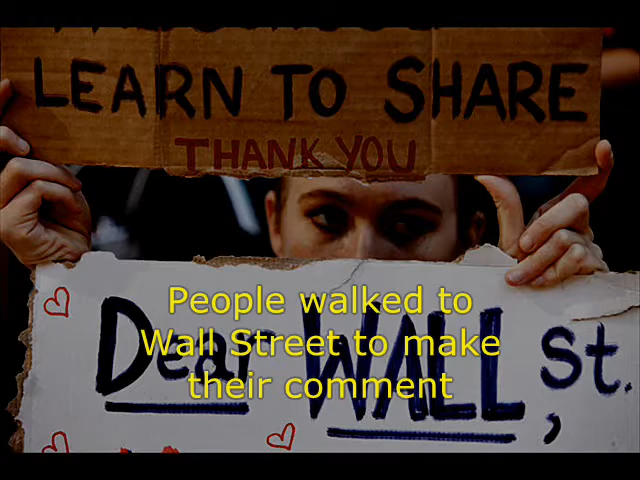 LEARN TO SHARE
THANK YOU
People walked to
Wall Street to make
their comment
Dear WALL St.,